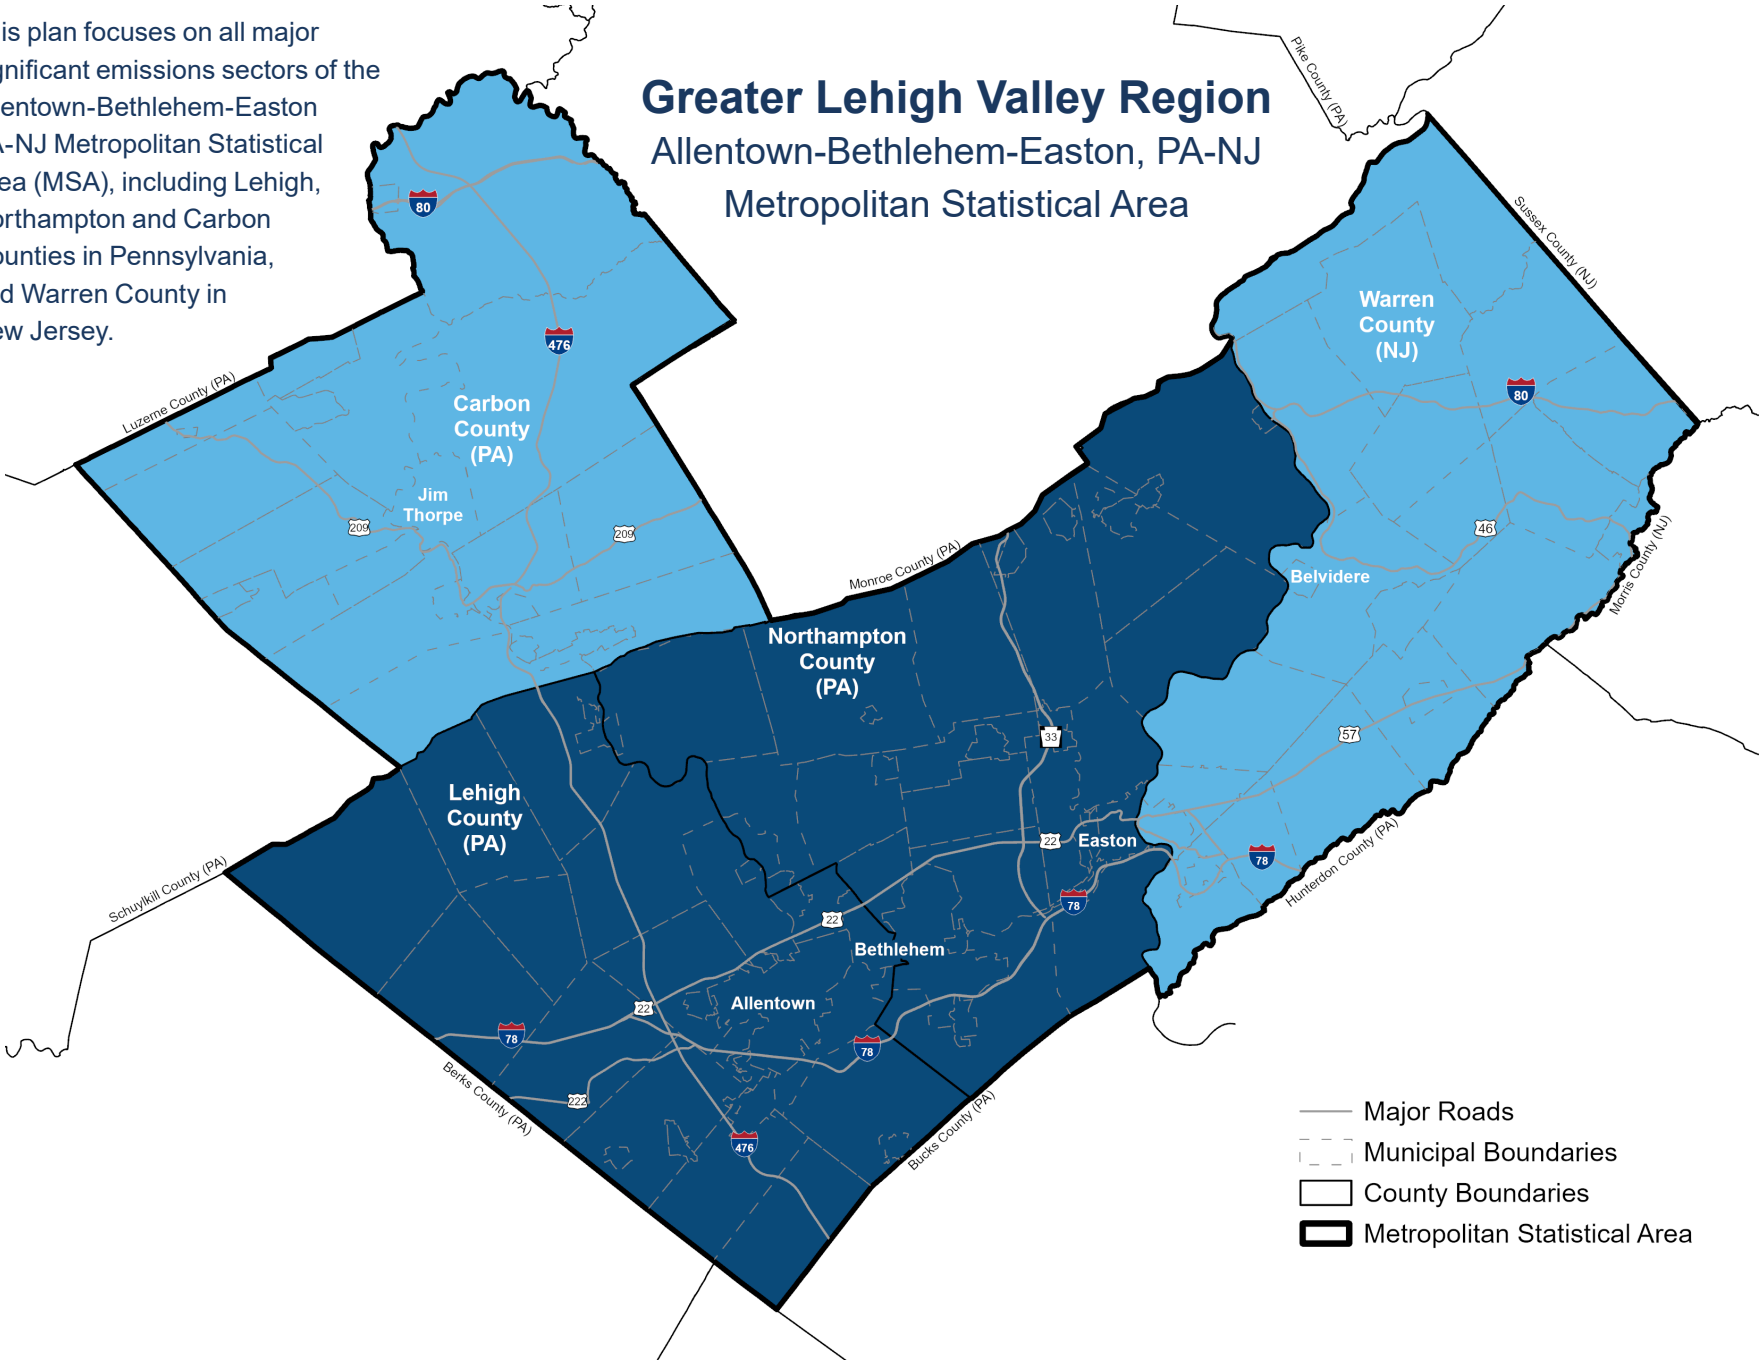 is plan focuses on all major
gnificant emissions sectors of the
entown-Bethlehem-Easton
-NJ Metropolitan Statistical
ea (MSA), including Lehigh,
orthampton and Carbon
ounties in Pennsylvania,
d Warren County in
ew Jersey.
Greater Lehigh Valley Region
Allentown-Bethlehem-Easton, PA-NJ
Metropolitan Statistical Area
Pike County (PA)
Sussex County (NJ)
80
Warren
County
(NJ)
476
Luzerne County (PA)
80
Carbon
County
(PA)
Jim
Thorpe
209
209
46
Monroe County (PA)
Belvidere
Morris County (NJ)
Northampton
County
(PA)
33
57
Lehigh
County
(PA)
22
Easton
78
Schuylkill County (PA)
Hunterdon County (PA)
78
22
Bethlehem
Allentown
22
78
78
Berks County (PA)
222
476
Bucks County (PA)
Major Roads
Municipal Boundaries
County Boundaries
Metropolitan Statistical Area